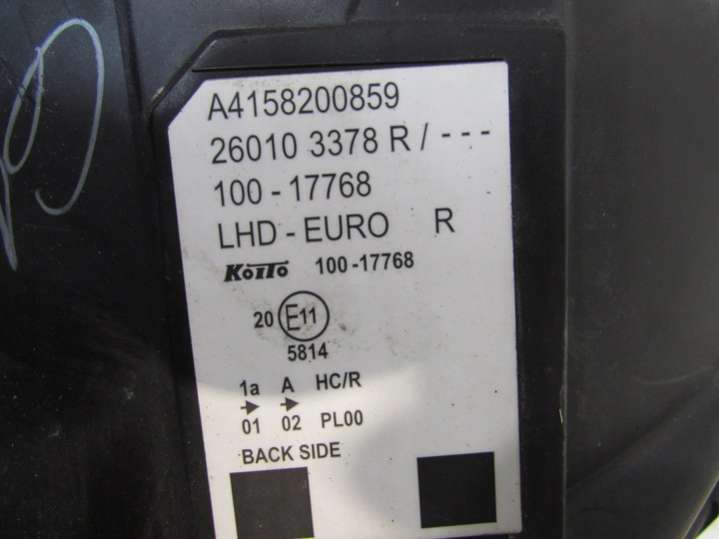 A4158200859
26010 3378 R / ---
100 - 17768
LHD - EURO R
KOITO 100 -17768
20 E11
5814
1a A HC/R
01 02 PL00
BACK SIDE